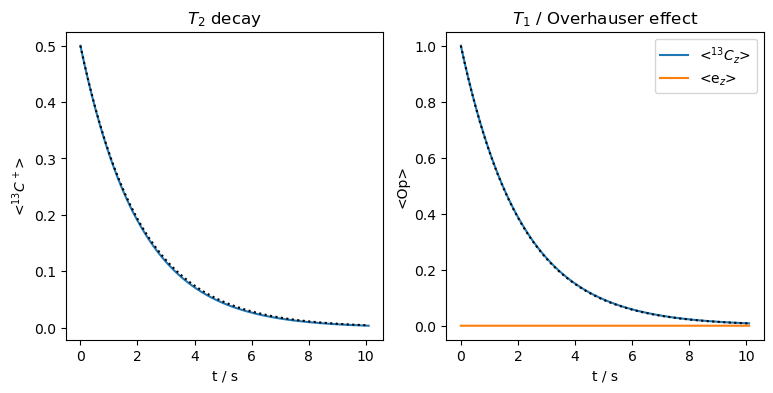 T₂ decay
0.5
0.4
0.3
0.2
0.1
0.0
<¹³C⁺>
0 2 4 6 8 10
t / s
T₁ / Overhauser effect
1.0
0.8
0.6
0.4
0.2
0.0
<Op>
<¹³C_z>
<e_z>
0 2 4 6 8 10
t / s